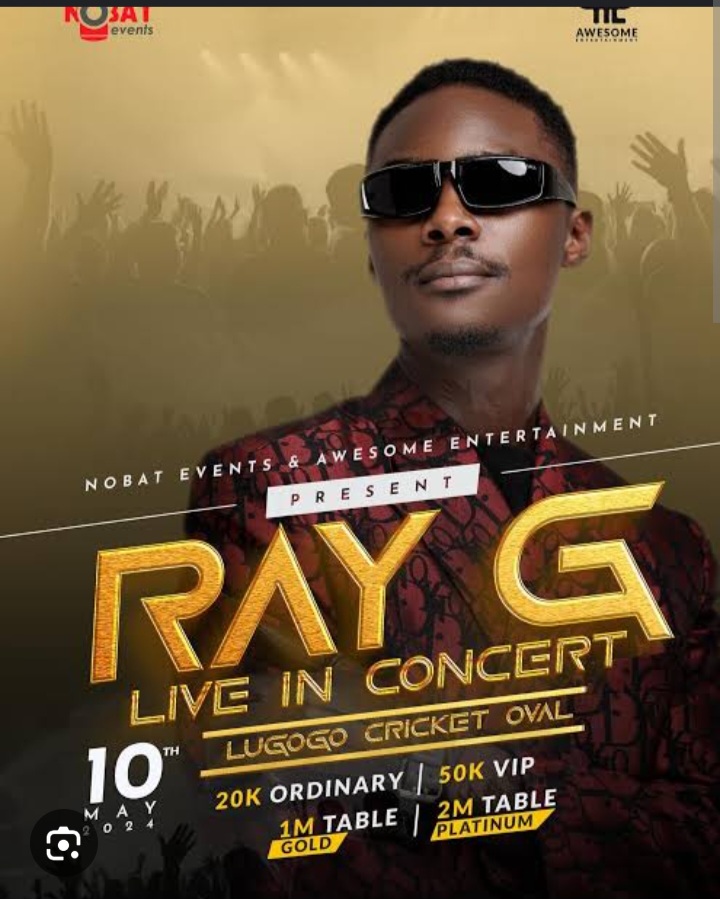 NOBAT
events
AWESOME
ENTERTAINMENT
NOBAT EVENTS & AWESOME ENTERTAINMENT
PRESENT
RAY G
LIVE IN CONCERT
LUGOGO CRICKET OVAL
10TH
MAY
2024
20K ORDINARY | 50K VIP
1M TABLE | 2M TABLE
GOLD PLATINUM